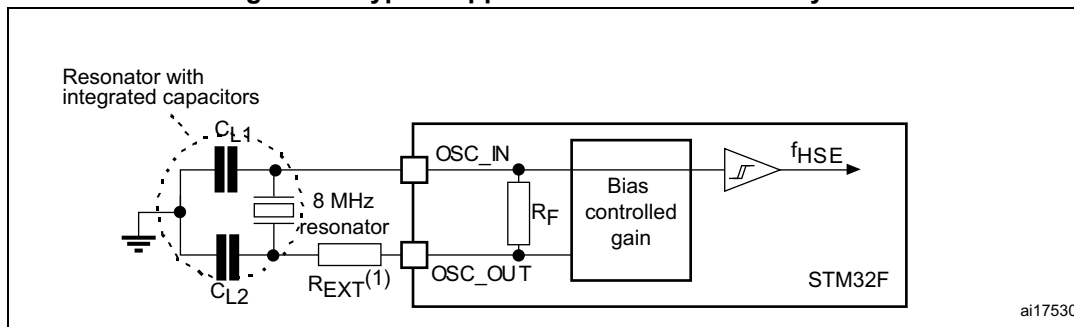 Resonator with
integrated capacitors
CL1
OSC_IN
fHSE
8 MHz
resonator
RF
Bias
controlled
gain
REXT(1)
OSC_OUT
STM32F
CL2
ai17530